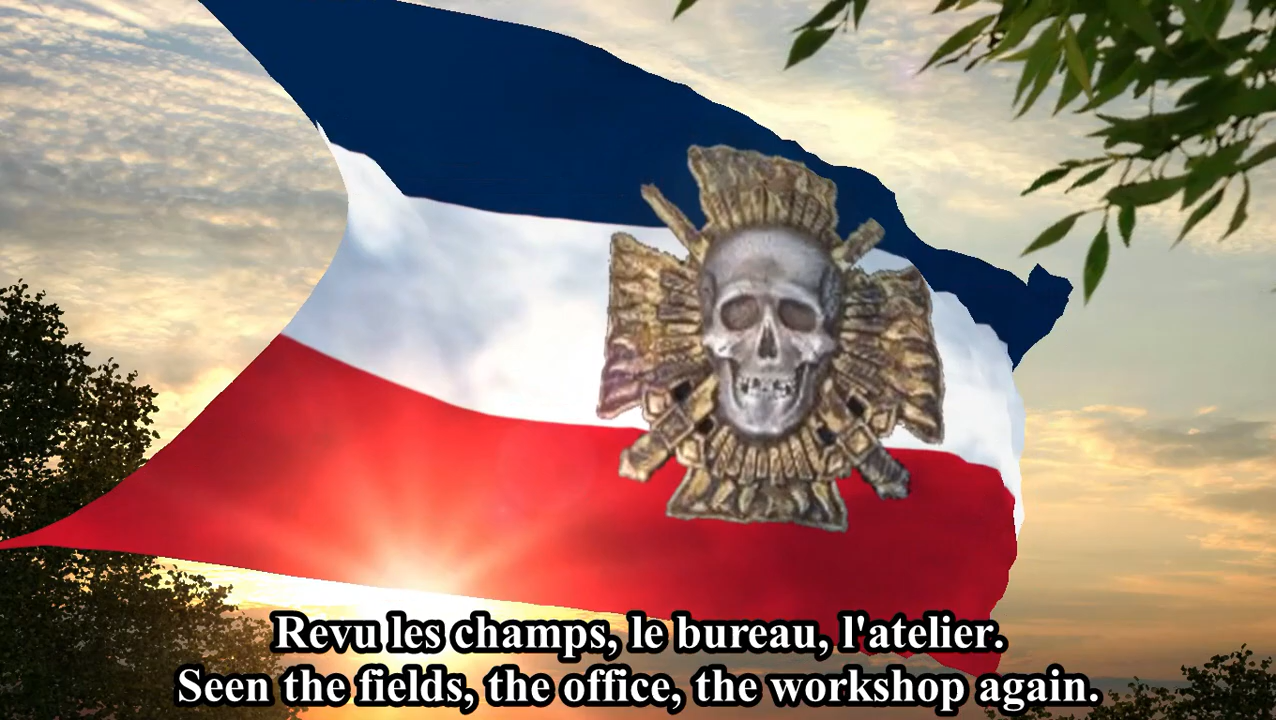 Revu les champs, le bureau, l'atelier.
Seen the fields, the office, the workshop again.